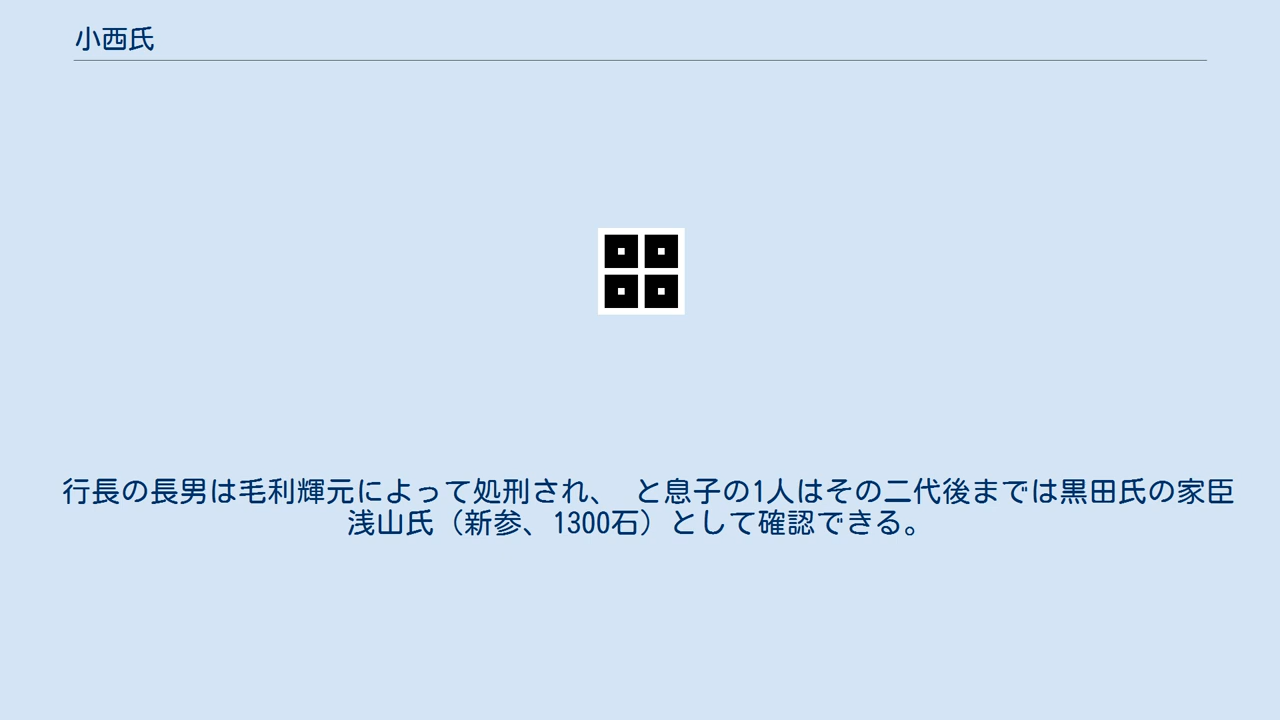 小西氏
行長の長男は毛利輝元によって処刑され、 と息子の1人はその二代後までは黒田氏の家臣
浅山氏（新参、1300石）として確認できる。